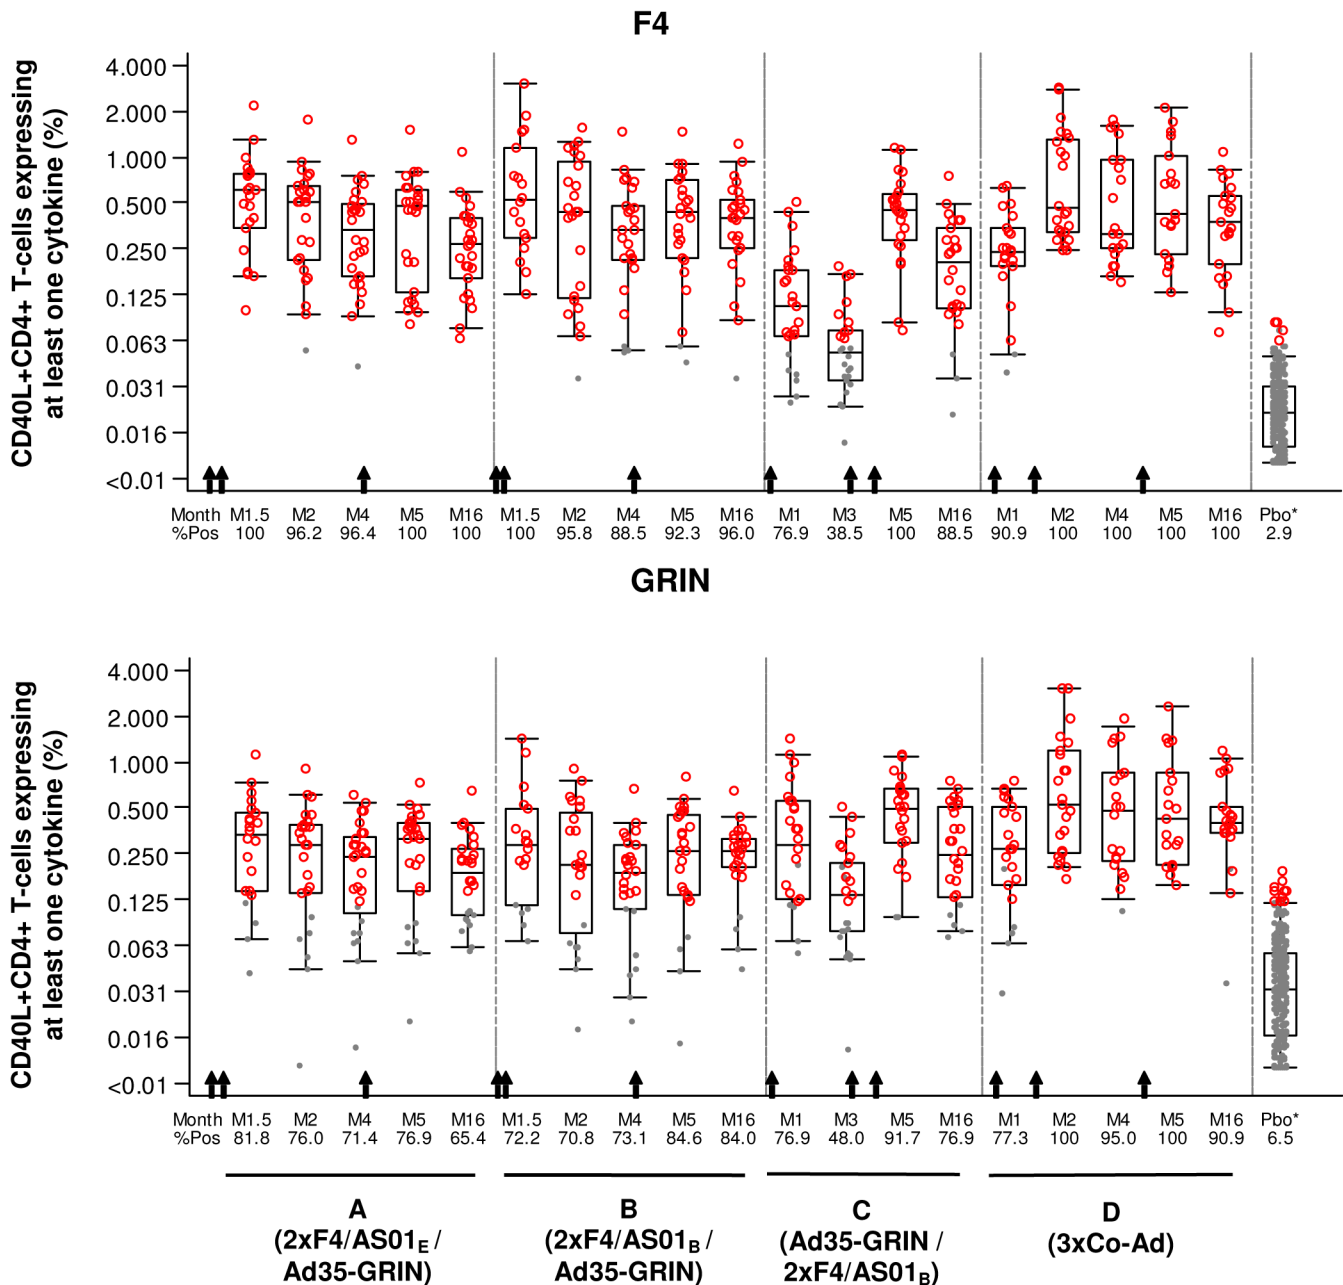 F4
CD40L+CD4+ T-cells expressing
at least one cytokine (%)
4.000
2.000
1.000
0.500
0.250
0.125
0.063
0.031
0.016
<0.01
Month M1.5 M2 M4 M5 M16 M1.5 M2 M4 M5 M16 M1 M3 M5 M16 M1 M2 M4 M5 M16 Pbo*
%Pos 100 96.2 96.4 100 100 100 95.8 88.5 92.3 96.0 76.9 38.5 100 88.5 90.9 100 100 100 100 2.9
GRIN
CD40L+CD4+ T-cells expressing
at least one cytokine (%)
4.000
2.000
1.000
0.500
0.250
0.125
0.063
0.031
0.016
<0.01
Month M1.5 M2 M4 M5 M16 M1.5 M2 M4 M5 M16 M1 M3 M5 M16 M1 M2 M4 M5 M16 Pbo*
%Pos 81.8 76.0 71.4 76.9 65.4 72.2 70.8 73.1 84.6 84.0 76.9 48.0 91.7 76.9 77.3 100 95.0 100 90.9 6.5
A
(2xF4/AS01E /
Ad35-GRIN)
B
(2xF4/AS01B /
Ad35-GRIN)
C
(Ad35-GRIN /
2xF4/AS01B)
D
(3xCo-Ad)